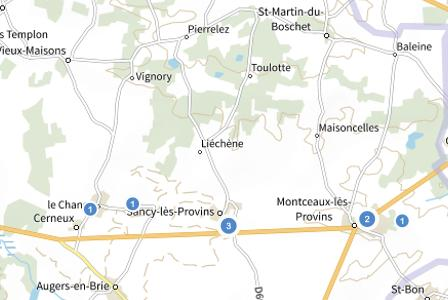 St-Martin-du-
Boschet
Pierrelez
s Templon
Vieux-Maisons
Baleine
Vignory
Toulotte
Maisoncelles
Liéchène
le Chan
Cerneux
1
1
Sancy-lès-Provins
3
Montceaux-lès-
Provins
2
1
D6
Augers-en-Brie
St-Bon